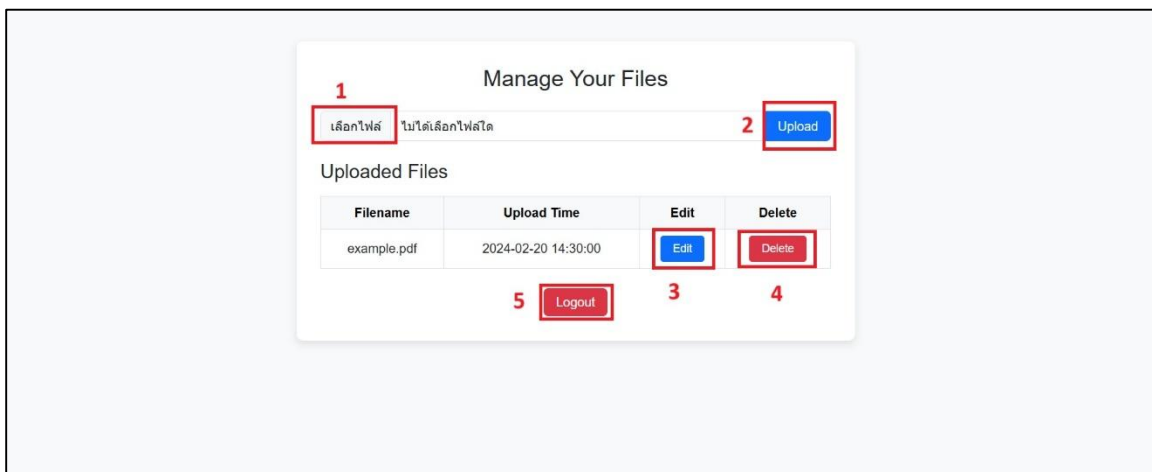 Manage Your Files
1
เลือกไฟล์ ไม่ได้เลือกไฟล์ใด 2 Upload
Uploaded Files
Filename Upload Time Edit Delete
example.pdf 2024-02-20 14:30:00 Edit Delete
5 Logout 3 4